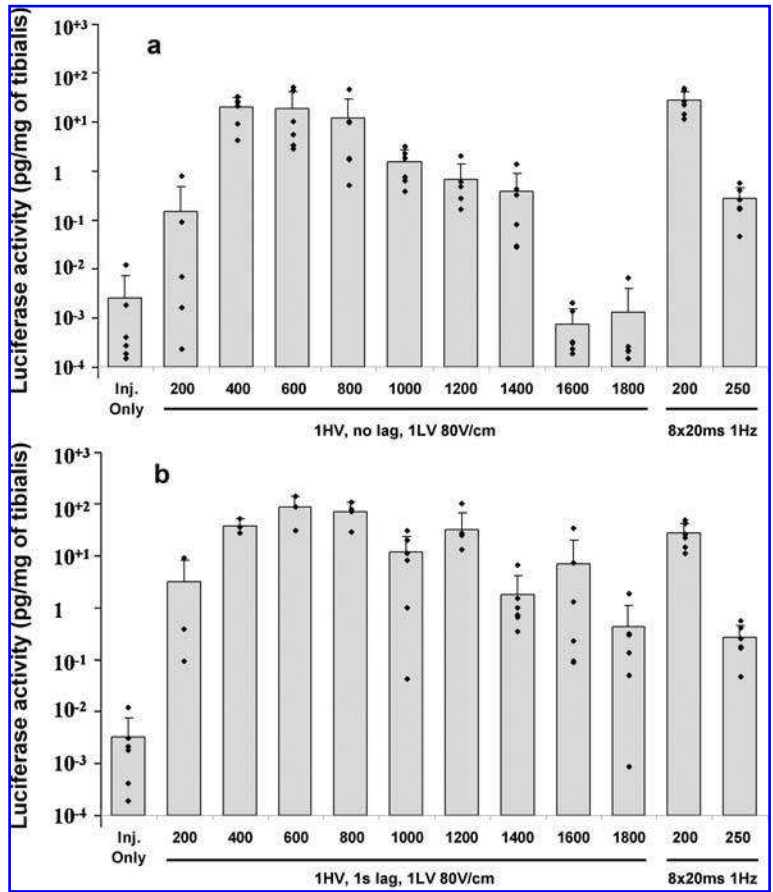 a
Luciferase activity (pg/mg of tibialis)
10+3
10+2
10+1
1
10-1
10-2
10-3
10-4
Inj. Only 200 400 600 800 1000 1200 1400 1600 1800 200 250
1HV, no lag, 1LV 80V/cm 8x20ms 1Hz
b
Luciferase activity (pg/mg of tibialis)
10+3
10+2
10+1
1
10-1
10-2
10-3
10-4
Inj. Only 200 400 600 800 1000 1200 1400 1600 1800 200 250
1HV, 1s lag, 1LV 80V/cm 8x20ms 1Hz